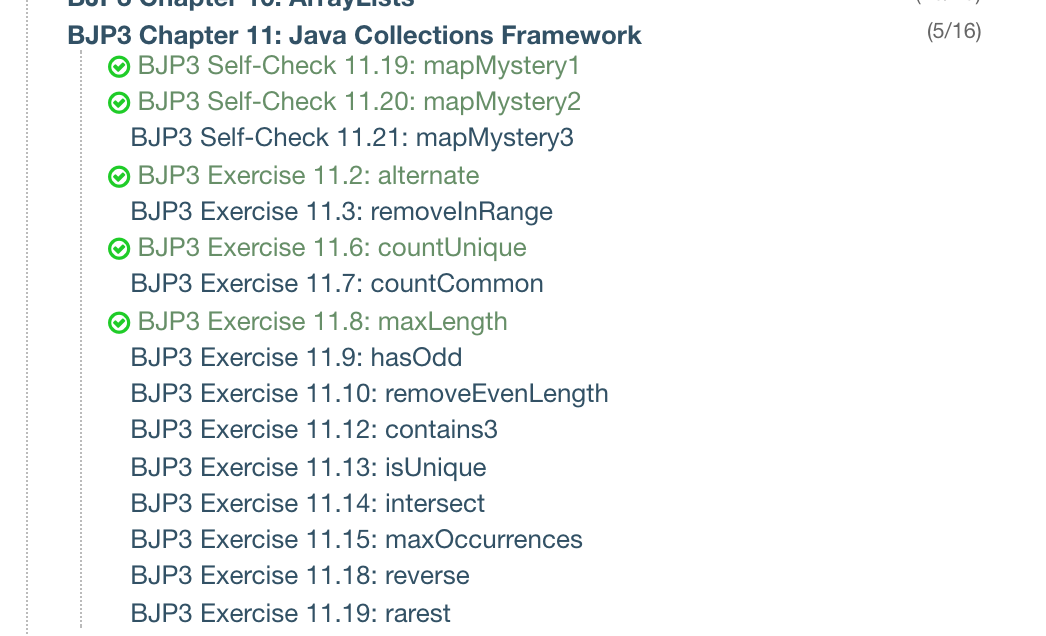 BJP3 Chapter 10: ArrayLists
BJP3 Chapter 11: Java Collections Framework (5/16)
BJP3 Self-Check 11.19: mapMystery1
BJP3 Self-Check 11.20: mapMystery2
BJP3 Self-Check 11.21: mapMystery3
BJP3 Exercise 11.2: alternate
BJP3 Exercise 11.3: removeInRange
BJP3 Exercise 11.6: countUnique
BJP3 Exercise 11.7: countCommon
BJP3 Exercise 11.8: maxLength
BJP3 Exercise 11.9: hasOdd
BJP3 Exercise 11.10: removeEvenLength
BJP3 Exercise 11.12: contains3
BJP3 Exercise 11.13: isUnique
BJP3 Exercise 11.14: intersect
BJP3 Exercise 11.15: maxOccurrences
BJP3 Exercise 11.18: reverse
BJP3 Exercise 11.19: rarest